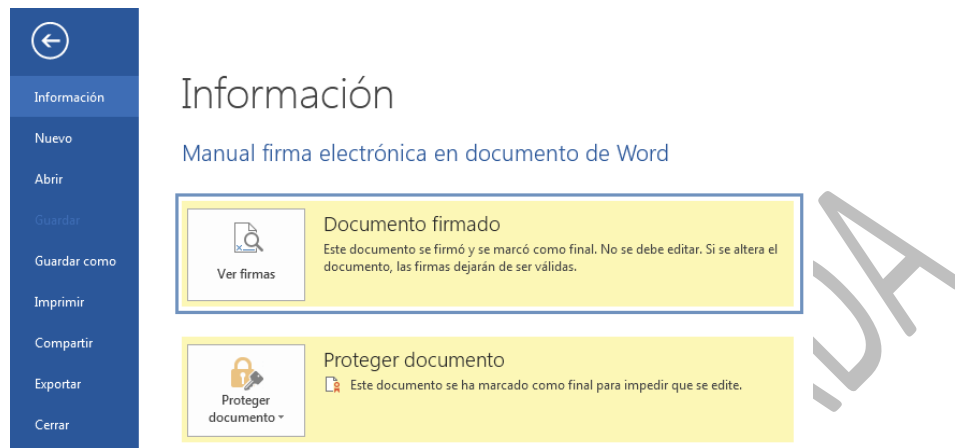 Información
Nuevo
Abrir
Guardar
Guardar como
Imprimir
Compartir
Exportar
Cerrar
Información
Manual firma electrónica en documento de Word
Ver firmas
Documento firmado
Este documento se firmó y se marcó como final. No se debe editar. Si se altera el
documento, las firmas dejarán de ser válidas.
Proteger
documento
Proteger documento
Este documento se ha marcado como final para impedir que se edite.